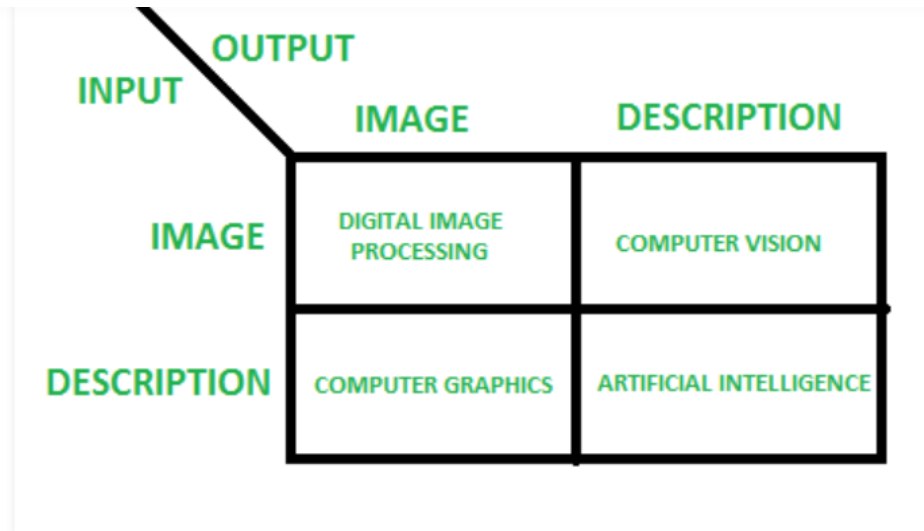 OUTPUT
INPUT
IMAGE
DESCRIPTION
IMAGE
DIGITAL IMAGE
PROCESSING
COMPUTER VISION
DESCRIPTION
COMPUTER GRAPHICS
ARTIFICIAL INTELLIGENCE